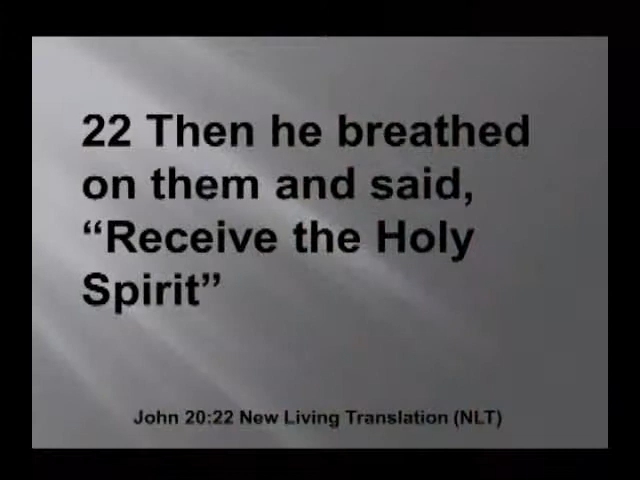 22 Then he breathed
on them and said,
“Receive the Holy
Spirit”
John 20:22 New Living Translation (NLT)